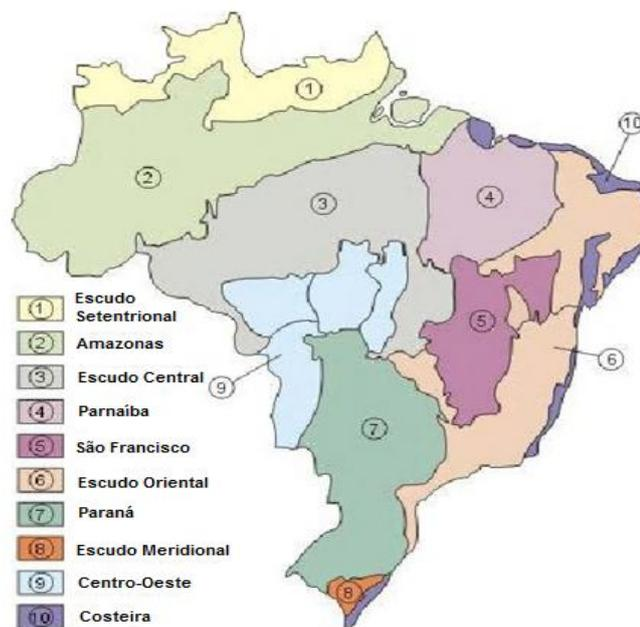 1
10
2
3
4
5
6
9
7
8
1 Escudo
Setentrional
2 Amazonas
3 Escudo Central
4 Parnaíba
5 São Francisco
6 Escudo Oriental
7 Paraná
8 Escudo Meridional
9 Centro-Oeste
10 Costeira